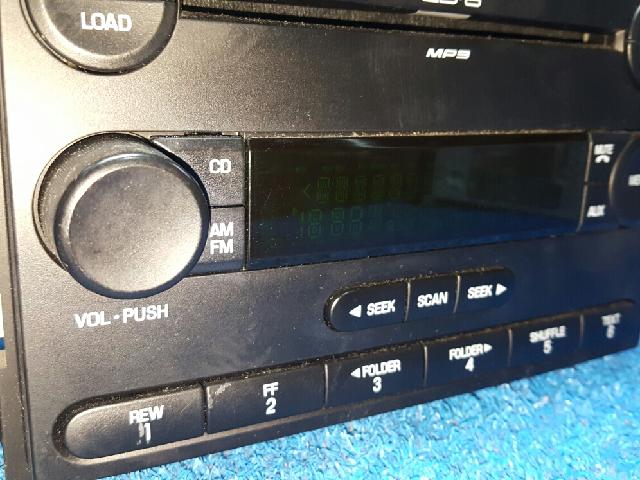 LOAD
MP3
CD
MUTE
AM
FM
AUX
VOL - PUSH
◄ SEEK SCAN SEEK ►
REW FF ◄FOLDER FOLDER► SHUFFLE TEXT
1 2 3 4 5 6